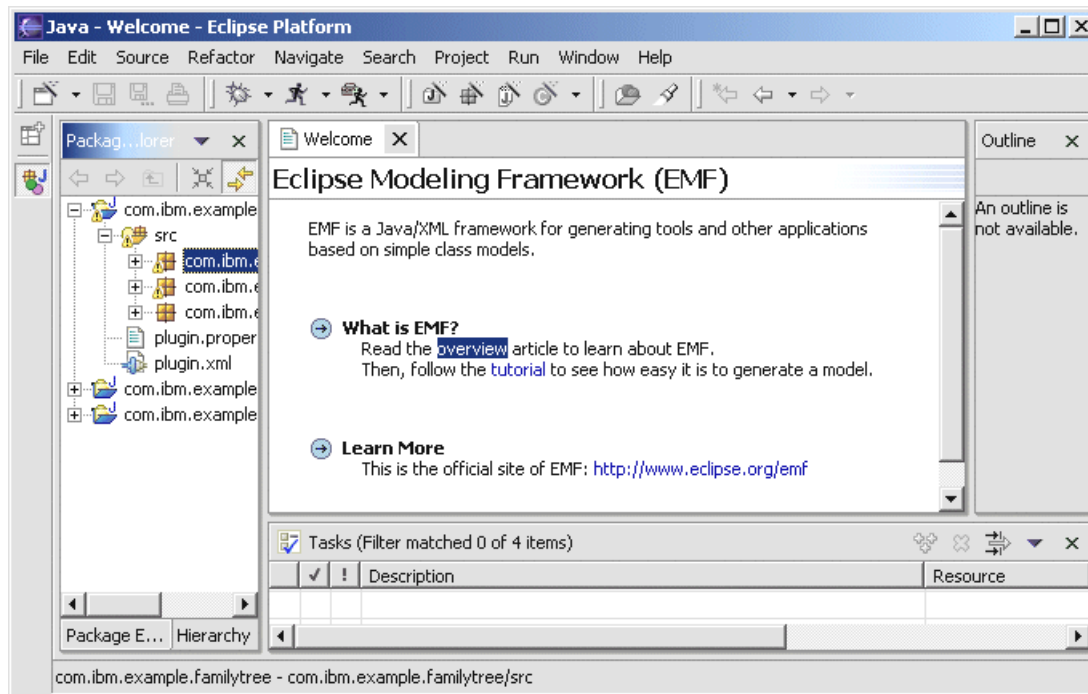 Java - Welcome - Eclipse Platform
File Edit Source Refactor Navigate Search Project Run Window Help
Packag...lorer
Welcome
Outline
Eclipse Modeling Framework (EMF)
com.ibm.example
src
com.ibm.e
com.ibm.e
com.ibm.e
plugin.proper
plugin.xml
com.ibm.example
com.ibm.example
EMF is a Java/XML framework for generating tools and other applications
based on simple class models.
What is EMF?
Read the overview article to learn about EMF.
Then, follow the tutorial to see how easy it is to generate a model.
Learn More
This is the official site of EMF: http://www.eclipse.org/emf
An outline is
not available.
Tasks (Filter matched 0 of 4 items)
! Description Resource
Package E... Hierarchy
com.ibm.example.familytree - com.ibm.example.familytree/src